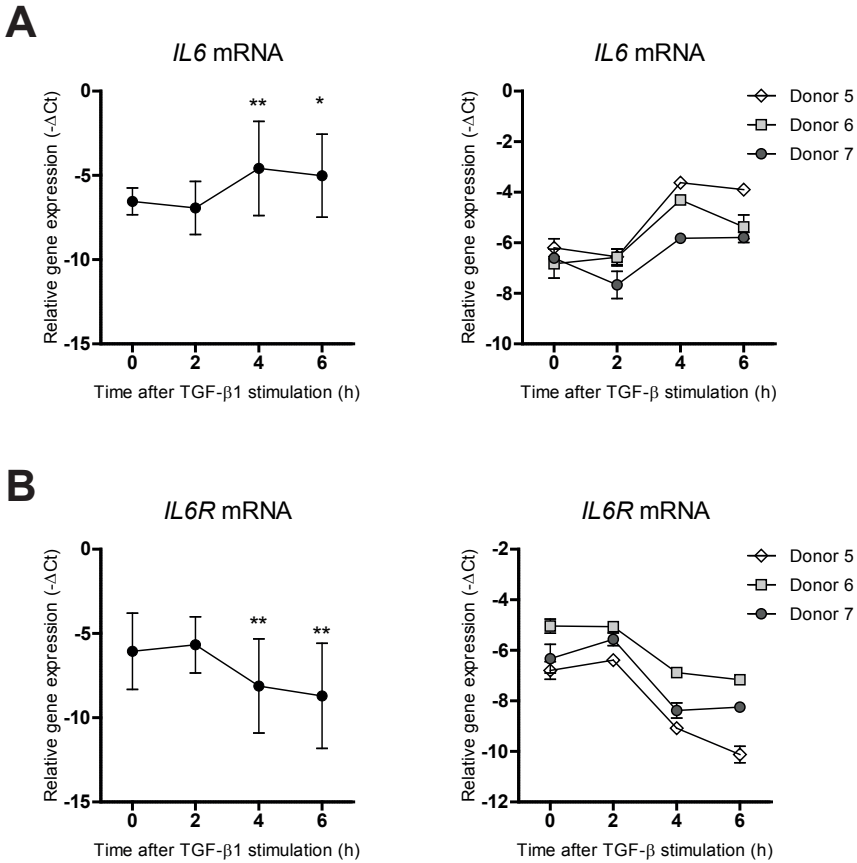 A
IL6 mRNA
Relative gene expression (-ΔCt)
0
-5
-10
-15
** *
0 2 4 6
Time after TGF-β1 stimulation (h)
IL6 mRNA
Relative gene expression (-ΔCt)
0
-2
-4
-6
-8
-10
0 2 4 6
Time after TGF-β stimulation (h)
Donor 5
Donor 6
Donor 7
B
IL6R mRNA
Relative gene expression (-ΔCt)
0
-5
-10
-15
** **
0 2 4 6
Time after TGF-β1 stimulation (h)
IL6R mRNA
Relative gene expression (-ΔCt)
-2
-4
-6
-8
-10
-12
0 2 4 6
Time after TGF-β stimulation (h)
Donor 5
Donor 6
Donor 7